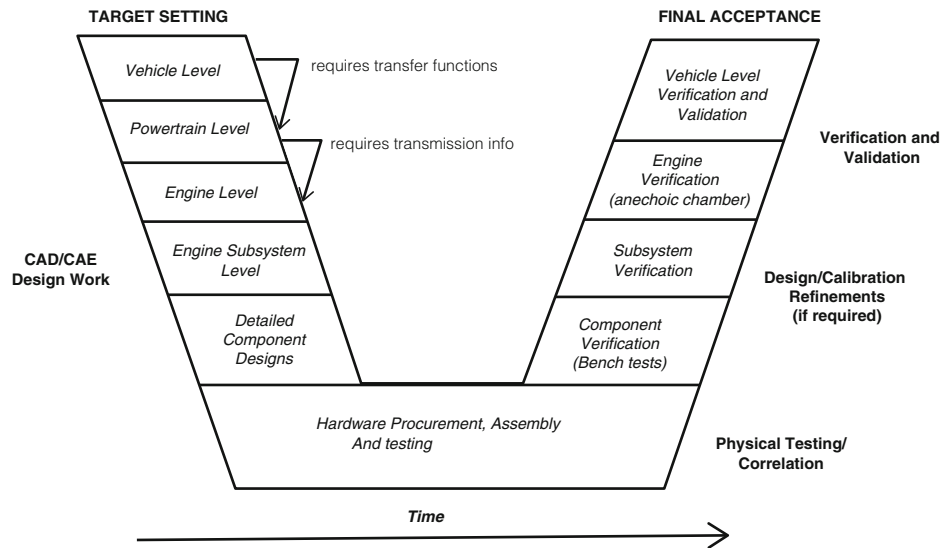 TARGET SETTING
FINAL ACCEPTANCE
Vehicle Level
requires transfer functions
Powertrain Level
requires transmission info
Engine Level
Engine Subsystem
Level
Detailed
Component
Designs
CAD/CAE
Design Work
Hardware Procurement, Assembly
And testing
Vehicle Level
Verification and
Validation
Engine
Verification
(anechoic chamber)
Subsystem
Verification
Component
Verification
(Bench tests)
Verification and
Validation
Design/Calibration
Refinements
(if required)
Physical Testing/
Correlation
Time